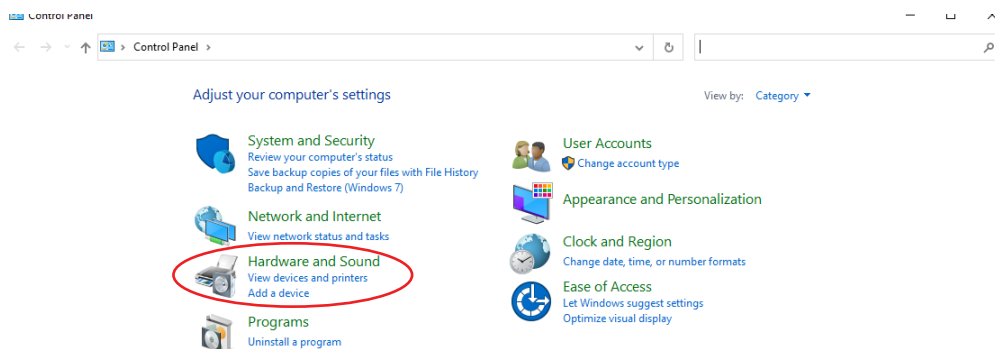 Control Panel
Control Panel
Adjust your computer's settings
View by: Category
System and Security
Review your computer's status
Save backup copies of your files with File History
Backup and Restore (Windows 7)
Network and Internet
View network status and tasks
Hardware and Sound
View devices and printers
Add a device
Programs
Uninstall a program
User Accounts
Change account type
Appearance and Personalization
Clock and Region
Change date, time, or number formats
Ease of Access
Let Windows suggest settings
Optimize visual display